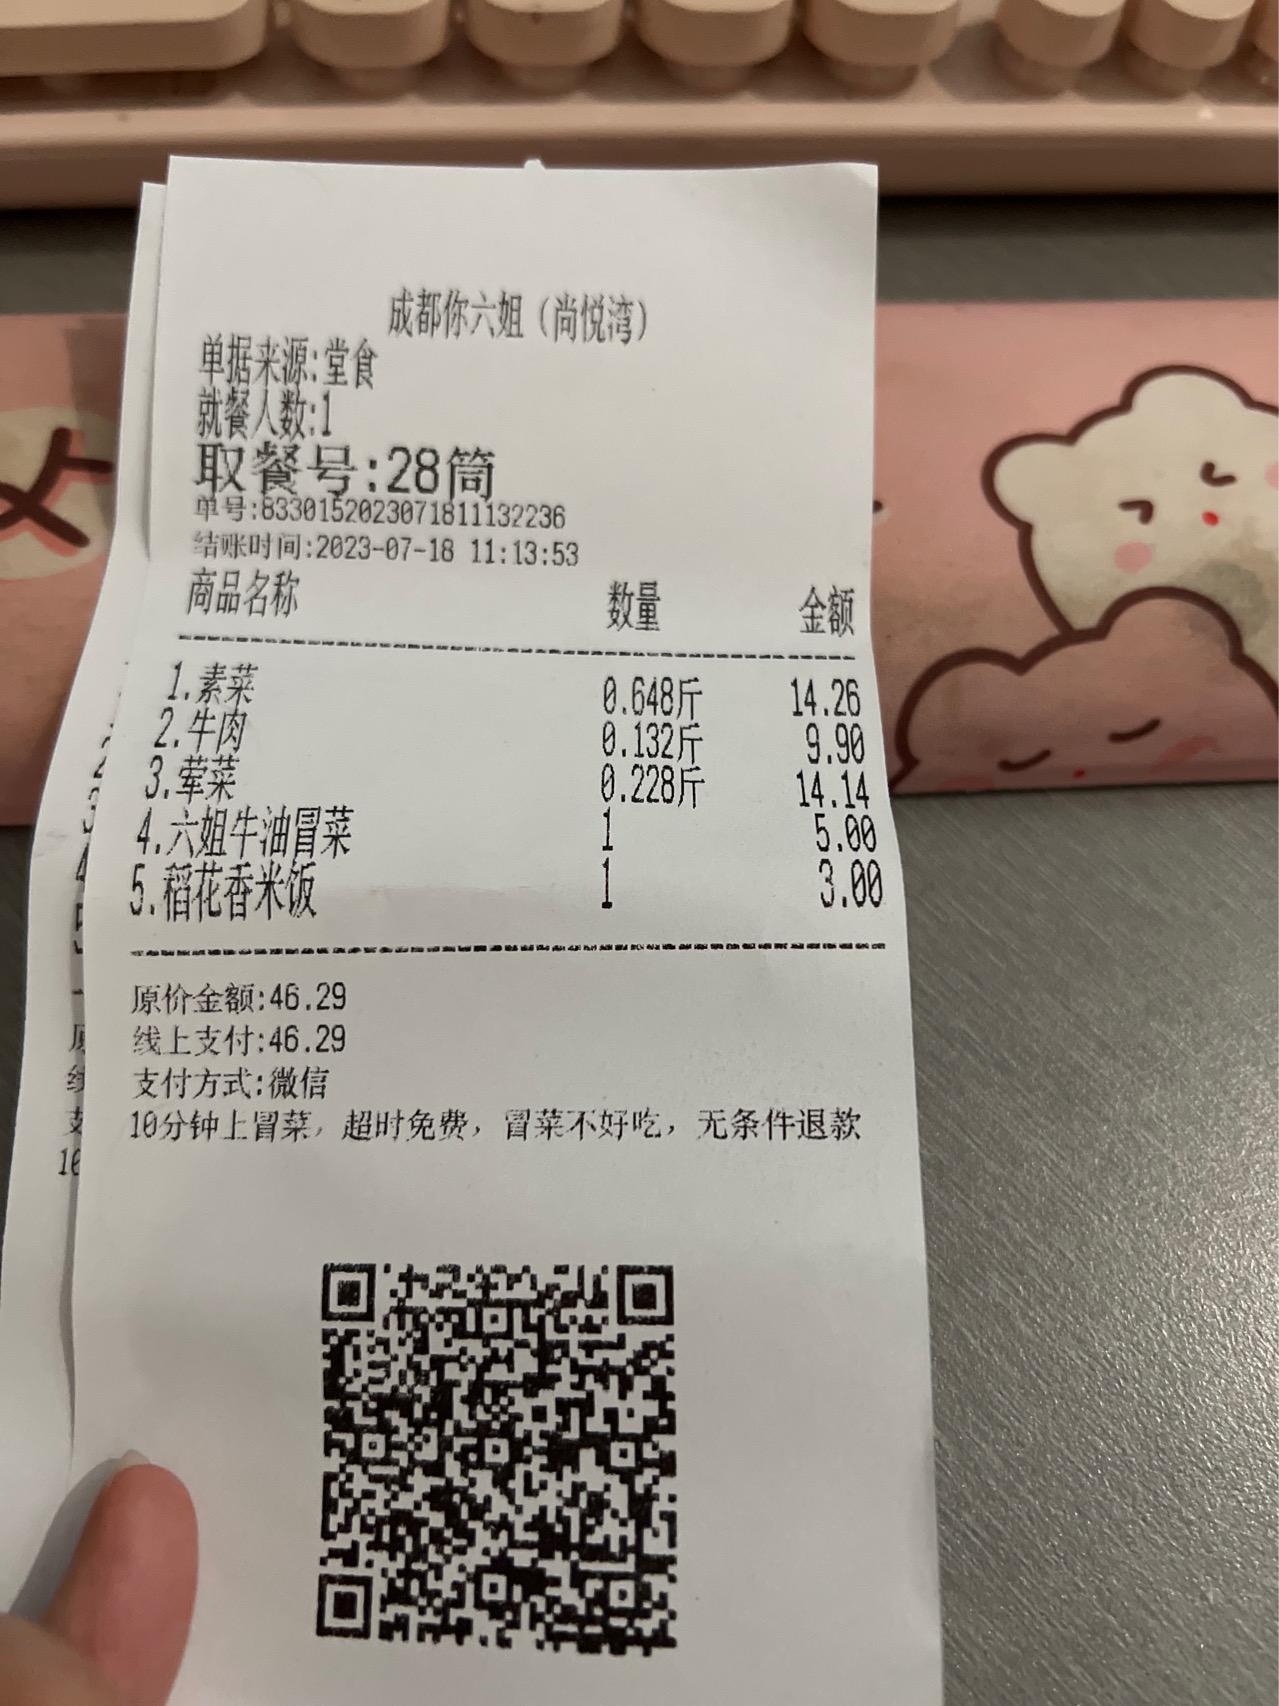 成都你六姐（尚悦湾）
单据来源:堂食
就餐人数:1
取餐号:28筒
单号:8330152023071811132236
结账时间:2023-07-18 11:13:53
商品名称 数量 金额
1.素菜 0.648斤 14.26
2.牛肉 0.132斤 9.90
3.荤菜 0.228斤 14.14
4.六姐牛油冒菜 1 5.00
5.稻花香米饭 1 3.00
原价金额:46.29
线上支付:46.29
支付方式:微信
10分钟上冒菜，超时免费，冒菜不好吃，无条件退款